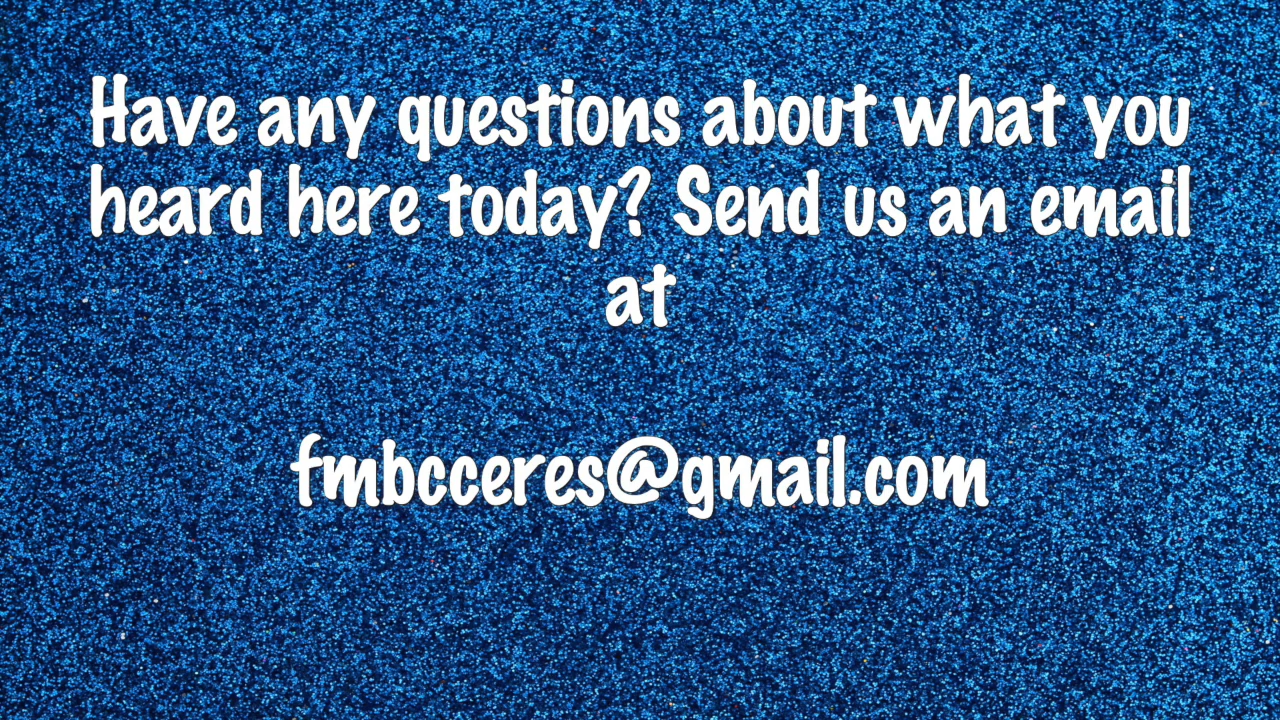 Have any questions about what you
heard here today? Send us an email
at
fmbcceres@gmail.com